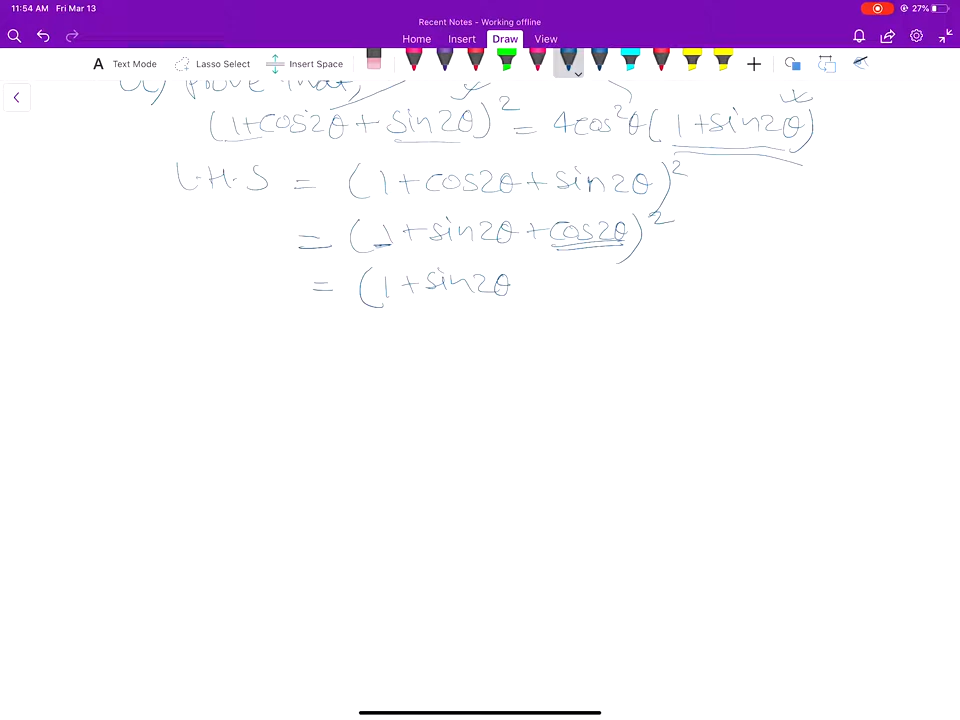 11:54 AM Fri Mar 13
27%
Recent Notes - Working offline
Home Insert Draw View
A Text Mode Lasso Select Insert Space
prove that,
(1+cos2θ + sin2θ)² = 4cos²θ(1+sin2θ)
L.H.S = (1+cos2θ+sin2θ)²
= (1+sin2θ+cos2θ)²
= (1+sin2θ